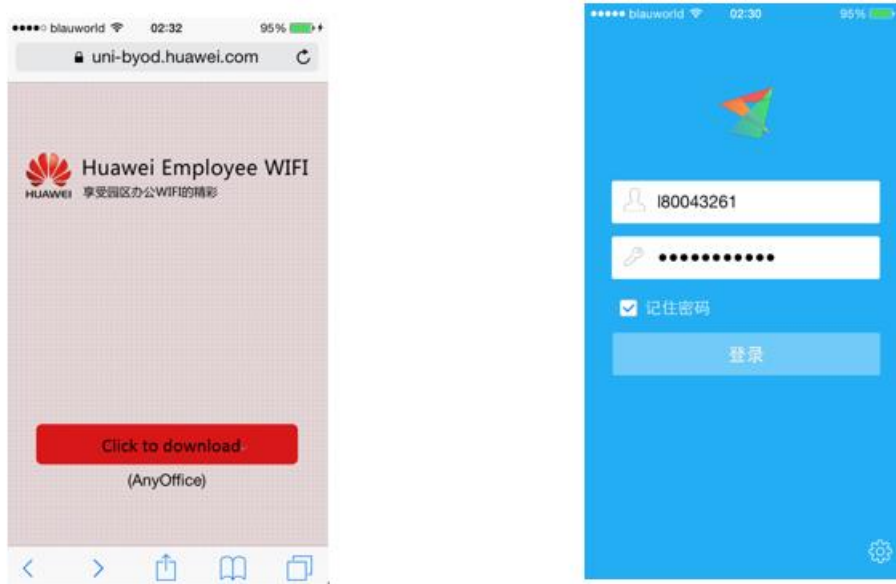 blauworld 02:32 95%
uni-byod.huawei.com
HUAWEI
Huawei Employee WIFI
享受园区办公WIFI的精彩
Click to download
(AnyOffice)
blauworld 02:30 95%
l80043261
•••••••••••
记住密码
登录